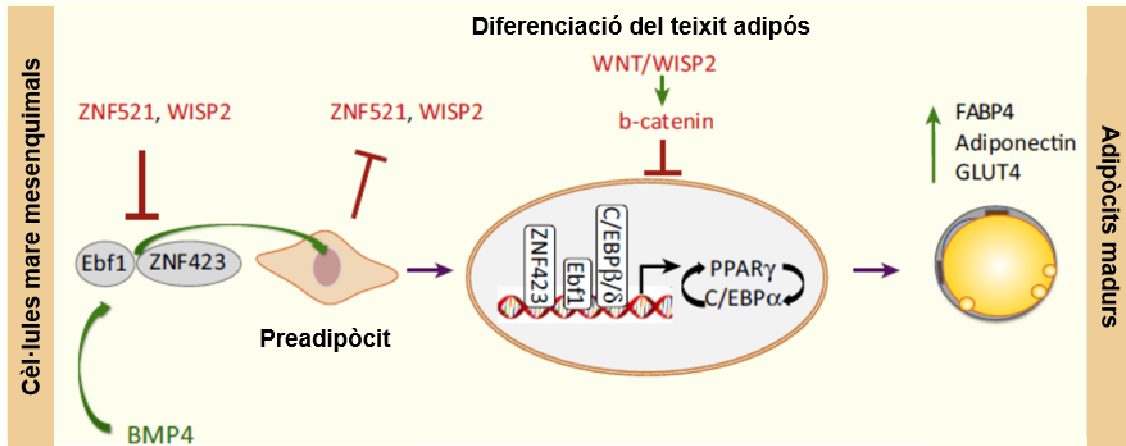 Cèl·lules mare mesenquimals
Diferenciació del teixit adipós
WNT/WISP2
b-catenin
ZNF521, WISP2
ZNF521, WISP2
Ebf1
ZNF423
BMP4
Preadipòcit
ZNF423
Ebf1
C/EBPβ/δ
PPARγ
C/EBPα
FABP4
Adiponectin
GLUT4
Adipòcits madurs